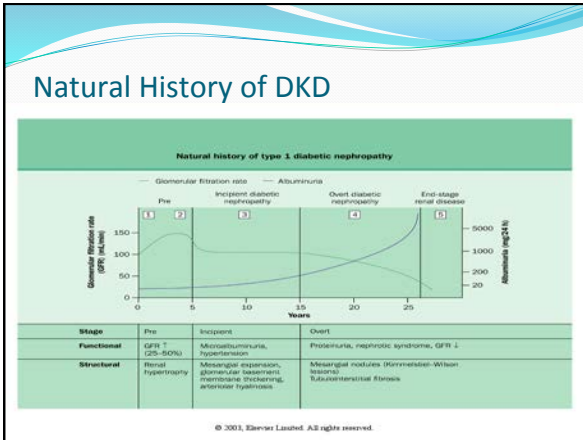 Natural History of DKD
Natural history of type 1 diabetic nephropathy
Glomerular filtration rate Albuminuria
Pre
Incipient diabetic
nephropathy
Overt diabetic
nephropathy
End-stage
renal disease
1 2 3 4 5
Glomerular filtration rate
(GFR) (mL/min)
150
100
50
0
5000
1000
200
20
Albuminuria (mg/24 h)
0 5 10 15 20 25
Years
Stage Pre Incipient Overt
Functional
GFR ↑
(25–50%)
Microalbuminuria,
hypertension
Proteinuria, nephrotic syndrome, GFR ↓
Structural
Renal
hypertrophy
Mesangial expansion,
glomerular basement
membrane thickening,
arteriolar hyalinosis
Mesangial nodules (Kimmelstiel–Wilson
lesions)
Tubulointerstitial fibrosis
© 2003, Elsevier Limited. All rights reserved.